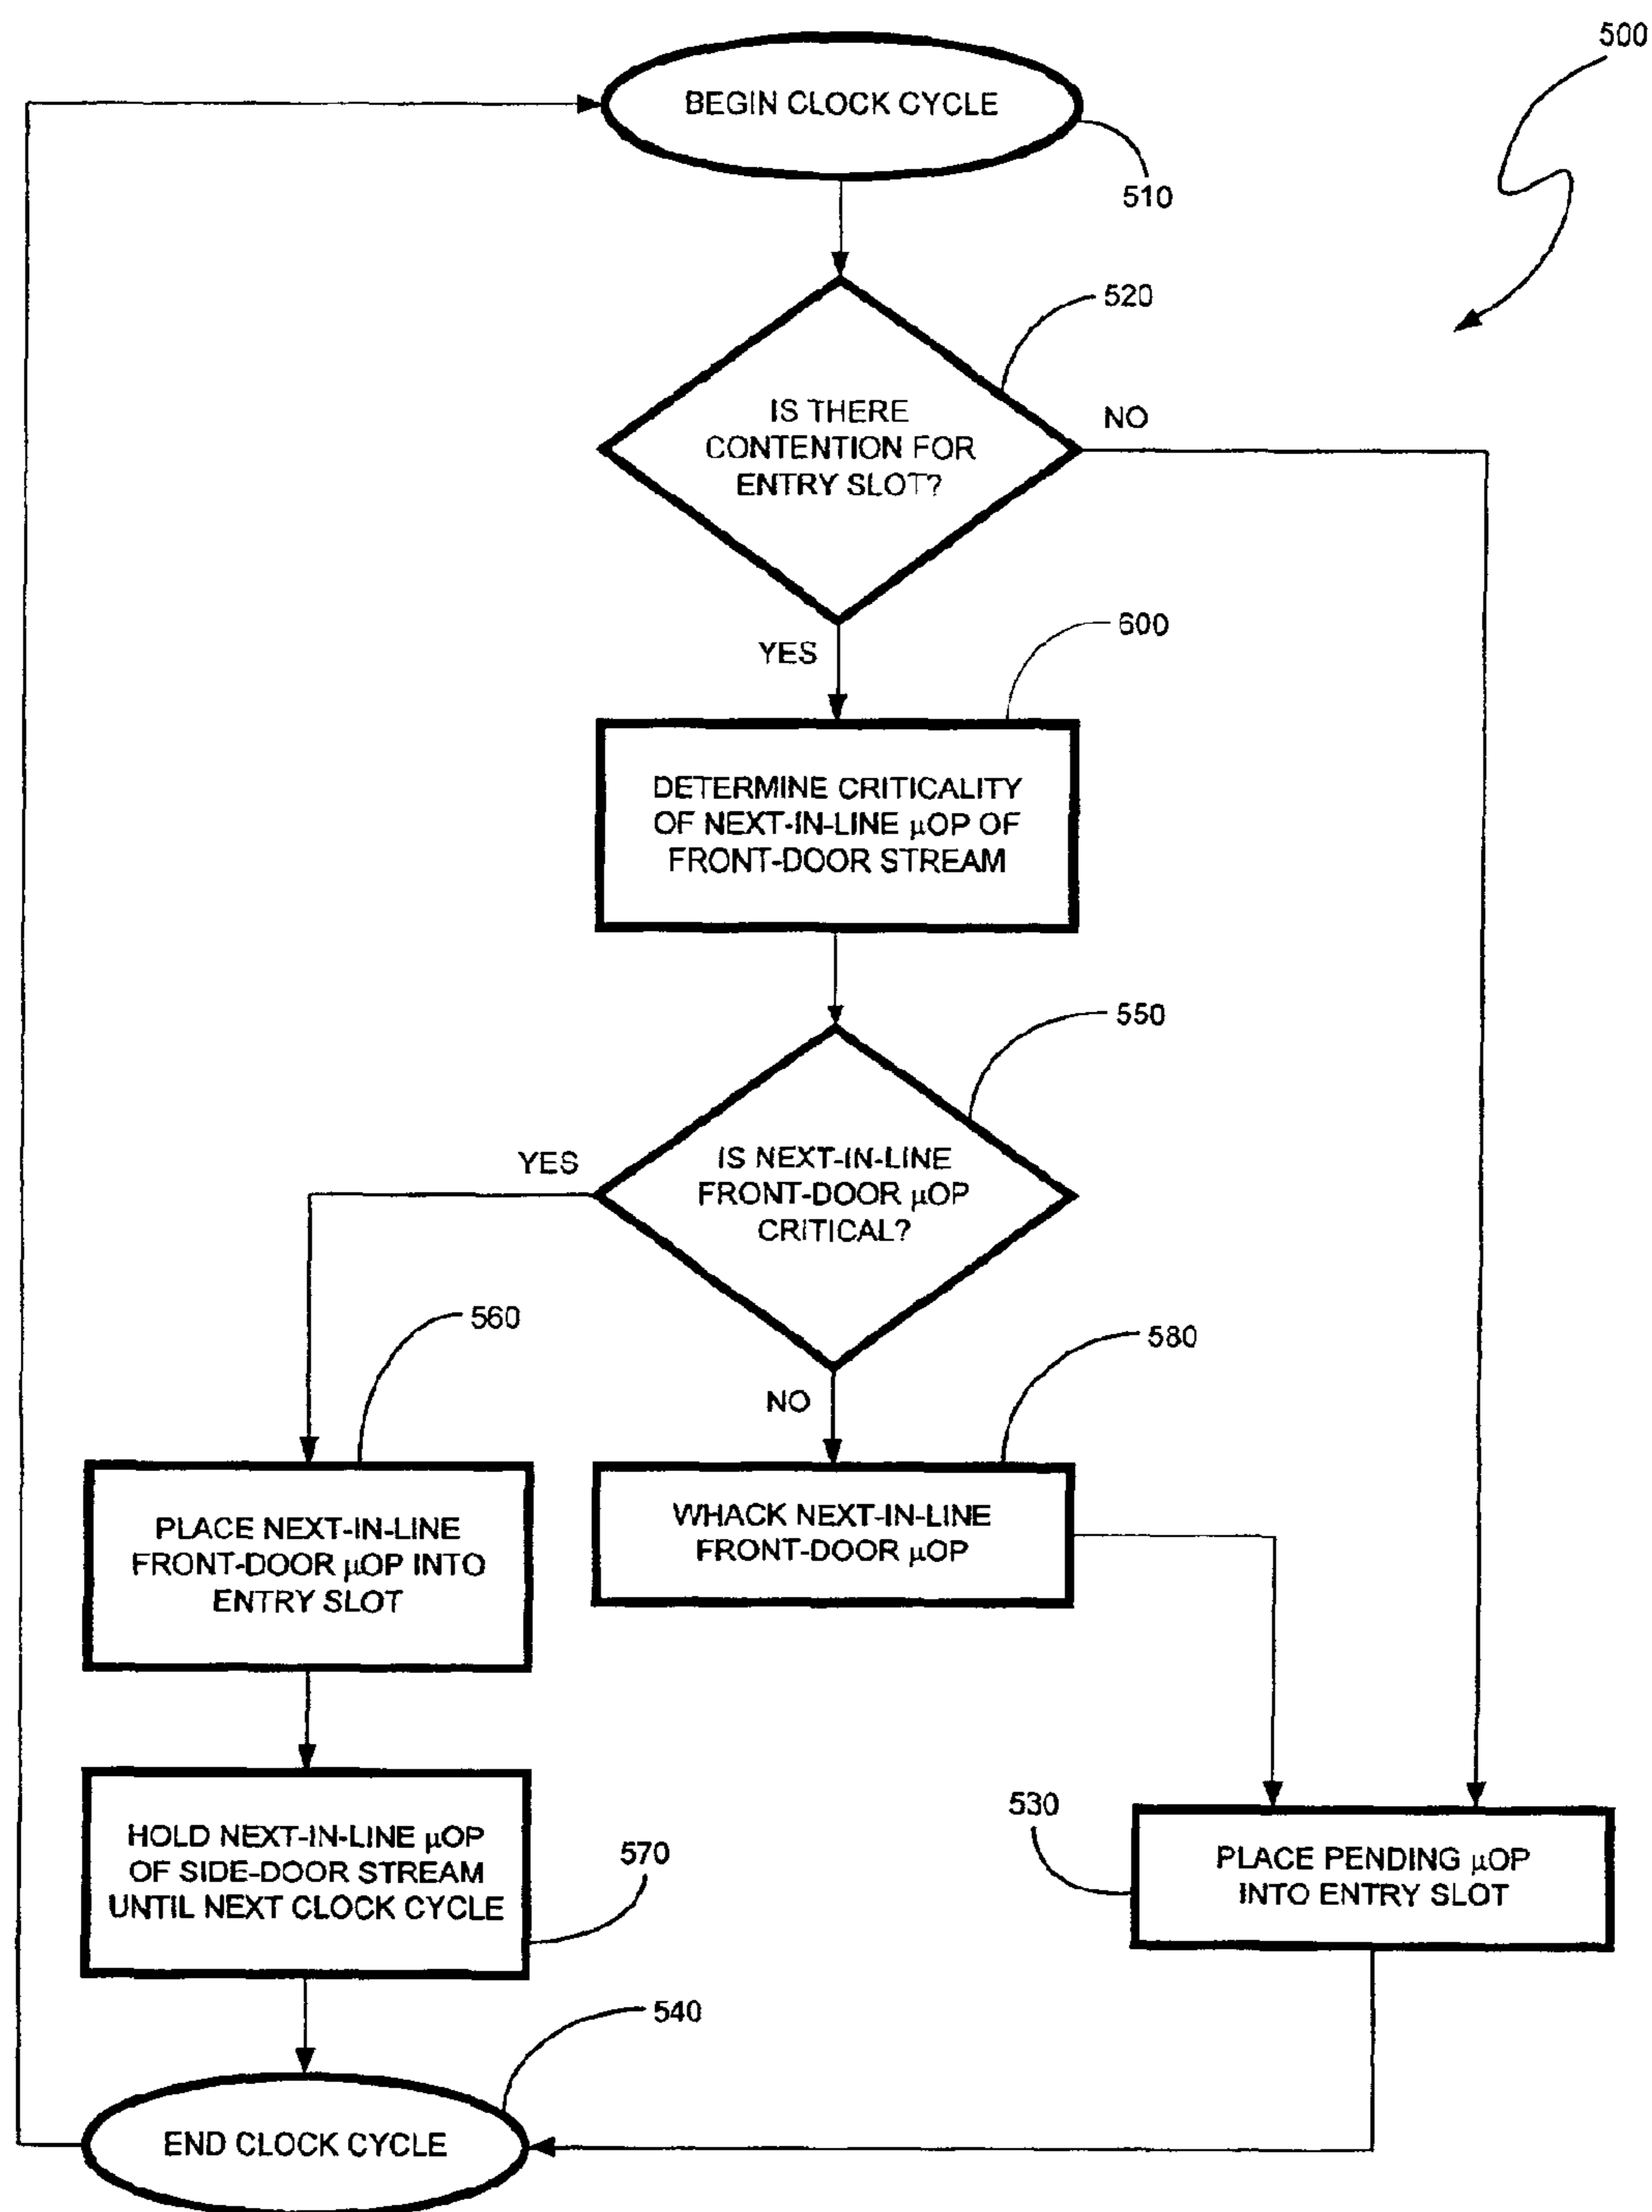 500
BEGIN CLOCK CYCLE
510
520
IS THERE
CONTENTION FOR
ENTRY SLOT?
NO
YES
600
DETERMINE CRITICALITY
OF NEXT-IN-LINE µOP OF
FRONT-DOOR STREAM
550
YES
IS NEXT-IN-LINE
FRONT-DOOR µOP
CRITICAL?
560
580
NO
PLACE NEXT-IN-LINE
FRONT-DOOR µOP INTO
ENTRY SLOT
WHACK NEXT-IN-LINE
FRONT-DOOR µOP
530
HOLD NEXT-IN-LINE µOP
OF SIDE-DOOR STREAM
UNTIL NEXT CLOCK CYCLE
570
PLACE PENDING µOP
INTO ENTRY SLOT
540
END CLOCK CYCLE